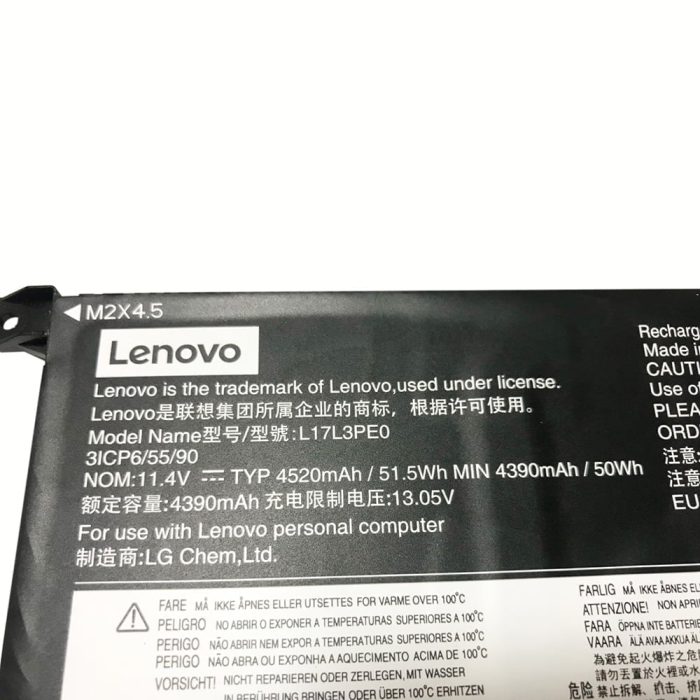 M2X4.5
Lenovo
Lenovo is the trademark of Lenovo,used under license.
Lenovo是联想集团所属企业的商标，根据许可使用。
Model Name型号/型號:L17L3PE0
3ICP6/55/90
NOM:11.4V ⎓ TYP 4520mAh / 51.5Wh MIN 4390mAh / 50Wh
额定容量:4390mAh 充电限制电压:13.05V
For use with Lenovo personal computer
制造商:LG Chem,Ltd.
Recharg
Made in
CAUTI
Use of
PLEA
ORD
注意:
注意
EU
FARE MÅ IKKE ÅPNES ELLER UTSETTES FOR VARME OVER 100°C
PELIGRO NO ABRIR O EXPONER A TEMPERATURAS SUPERIORES A 100°C
PERIGO NÃO ABRIR NEM EXPOR A TEMPERATURAS SUPERIORES A 100°C
PERIGO NÃO ABRA OU EXPONHA A AQUECIMENTO ACIMA DE 100°C
VORSICHT! NICHT REPARIEREN ODER ZERLEGEN, MIT WASSER
IN BERÜHRUNG BRINGEN ODER ÜBER 100°C ERHITZEN
FARLIG MÅ IKKE
ATTENZIONE! NON APRI
FARA ÖPPNA INTE BATTERIE
VAARA ÄLÄ AVAA AKKUA AL
為避免起火爆炸之危
請勿丟置於火裡或水
危险 禁止拆解、